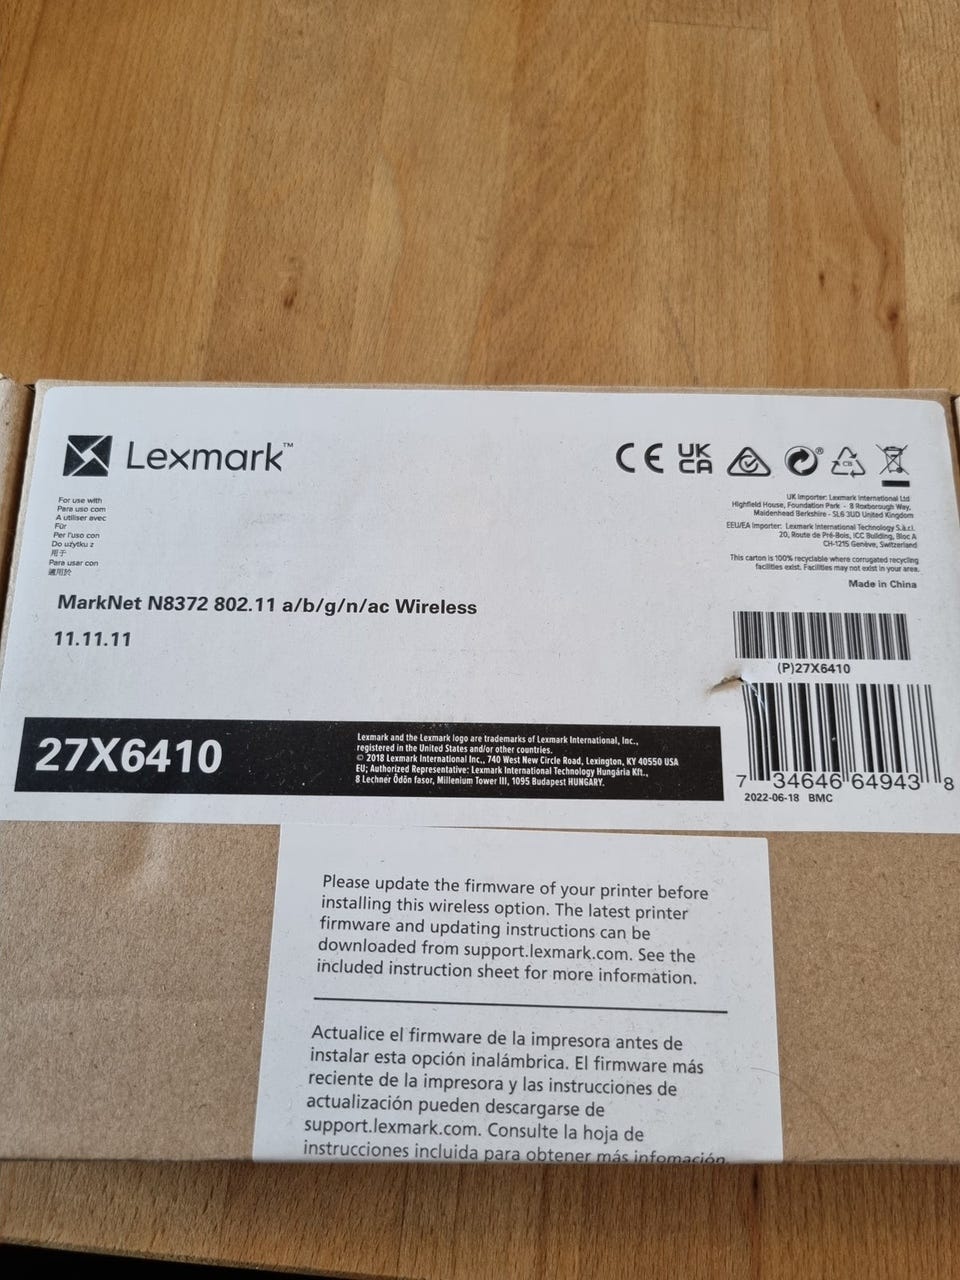 Lexmark™
For use with
Para uso com
A utiliser avec
Für
Per l'uso con
Do użytku z
用于
Para usar con
適用於
MarkNet N8372 802.11 a/b/g/n/ac Wireless
11.11.11
CE UK CA ® CB
UK Importer: Lexmark International Ltd
Highfield House, Foundation Park - 8 Roxborough Way,
Maidenhead Berkshire - SL6 3UD United Kingdom
EEU/EA Importer: Lexmark International Technology S.à.r.l.
20, Route de Pré-Bois, ICC Building, Bloc A
CH-1215 Genève, Switzerland
This carton is 100% recyclable where corrugated recycling
facilities exist. Facilities may not exist in your area.
Made in China
(P)27X6410
7 34646 64943 8
2022-06-18 BMC
27X6410
Lexmark and the Lexmark logo are trademarks of Lexmark International, Inc.,
registered in the United States and/or other countries.
© 2018 Lexmark International Inc., 740 West New Circle Road, Lexington, KY 40550 USA
EU; Authorized Representative: Lexmark International Technology Hungária Kft.,
8 Lechner Ödön fasor, Millenium Tower III, 1095 Budapest HUNGARY.
Please update the firmware of your printer before
installing this wireless option. The latest printer
firmware and updating instructions can be
downloaded from support.lexmark.com. See the
included instruction sheet for more information.
Actualice el firmware de la impresora antes de
instalar esta opción inalámbrica. El firmware más
reciente de la impresora y las instrucciones de
actualización pueden descargarse de
support.lexmark.com. Consulte la hoja de
instrucciones incluida para obtener más infomación